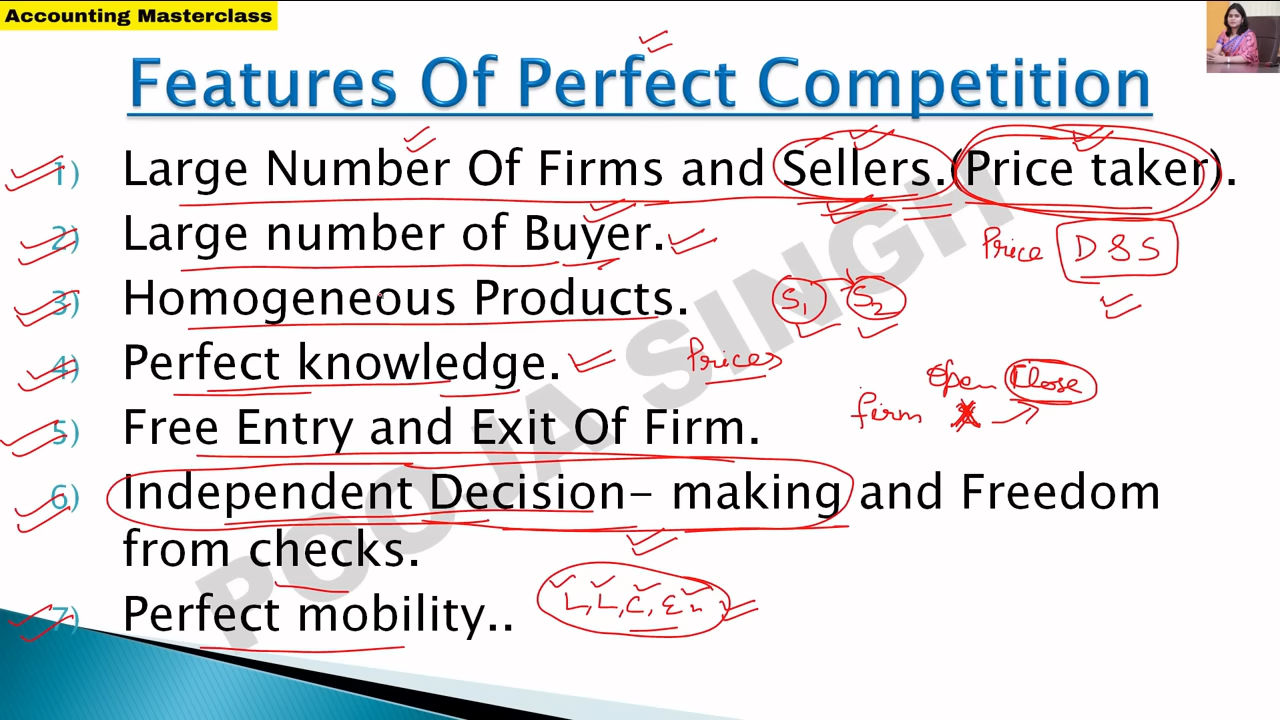 Accounting Masterclass
Features Of Perfect Competition
1) Large Number Of Firms and Sellers.(Price taker).
2) Large number of Buyer.
Price D & S
3) Homogeneous Products.
S1 S2
4) Perfect knowledge.
Prices
Open Close
5) Free Entry and Exit Of Firm.
firm
6) Independent Decision- making and Freedom
from checks.
7) Perfect mobility..
L, L, C, En
POOJA SINGH